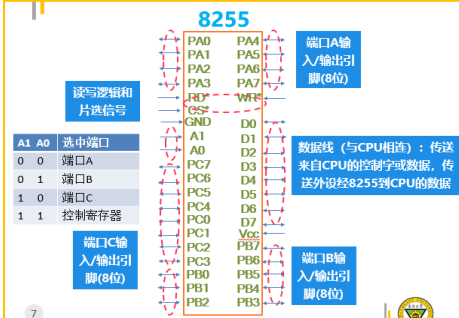 8255
PA0 PA4
PA1 PA5
PA2 PA6
PA3 PA7
RD* WR*
CS*
GND D0
A1 D1
A0 D2
PC7 D3
PC6 D4
PC5 D5
PC4 D6
PC0 D7
PC1 Vcc
PC2 PB7
PC3 PB6
PB0 PB5
PB1 PB4
PB2 PB3
端口A输
入/输出引
脚(8位)
读写逻辑和
片选信号
A1 A0 选中端口
0 0 端口A
0 1 端口B
1 0 端口C
1 1 控制寄存器
数据线(与CPU相连):传送
来自CPU的控制字或数据,传
送外设经8255到CPU的数据
端口C输
入/输出引
脚(8位)
端口B输
入/输出引
脚(8位)
7